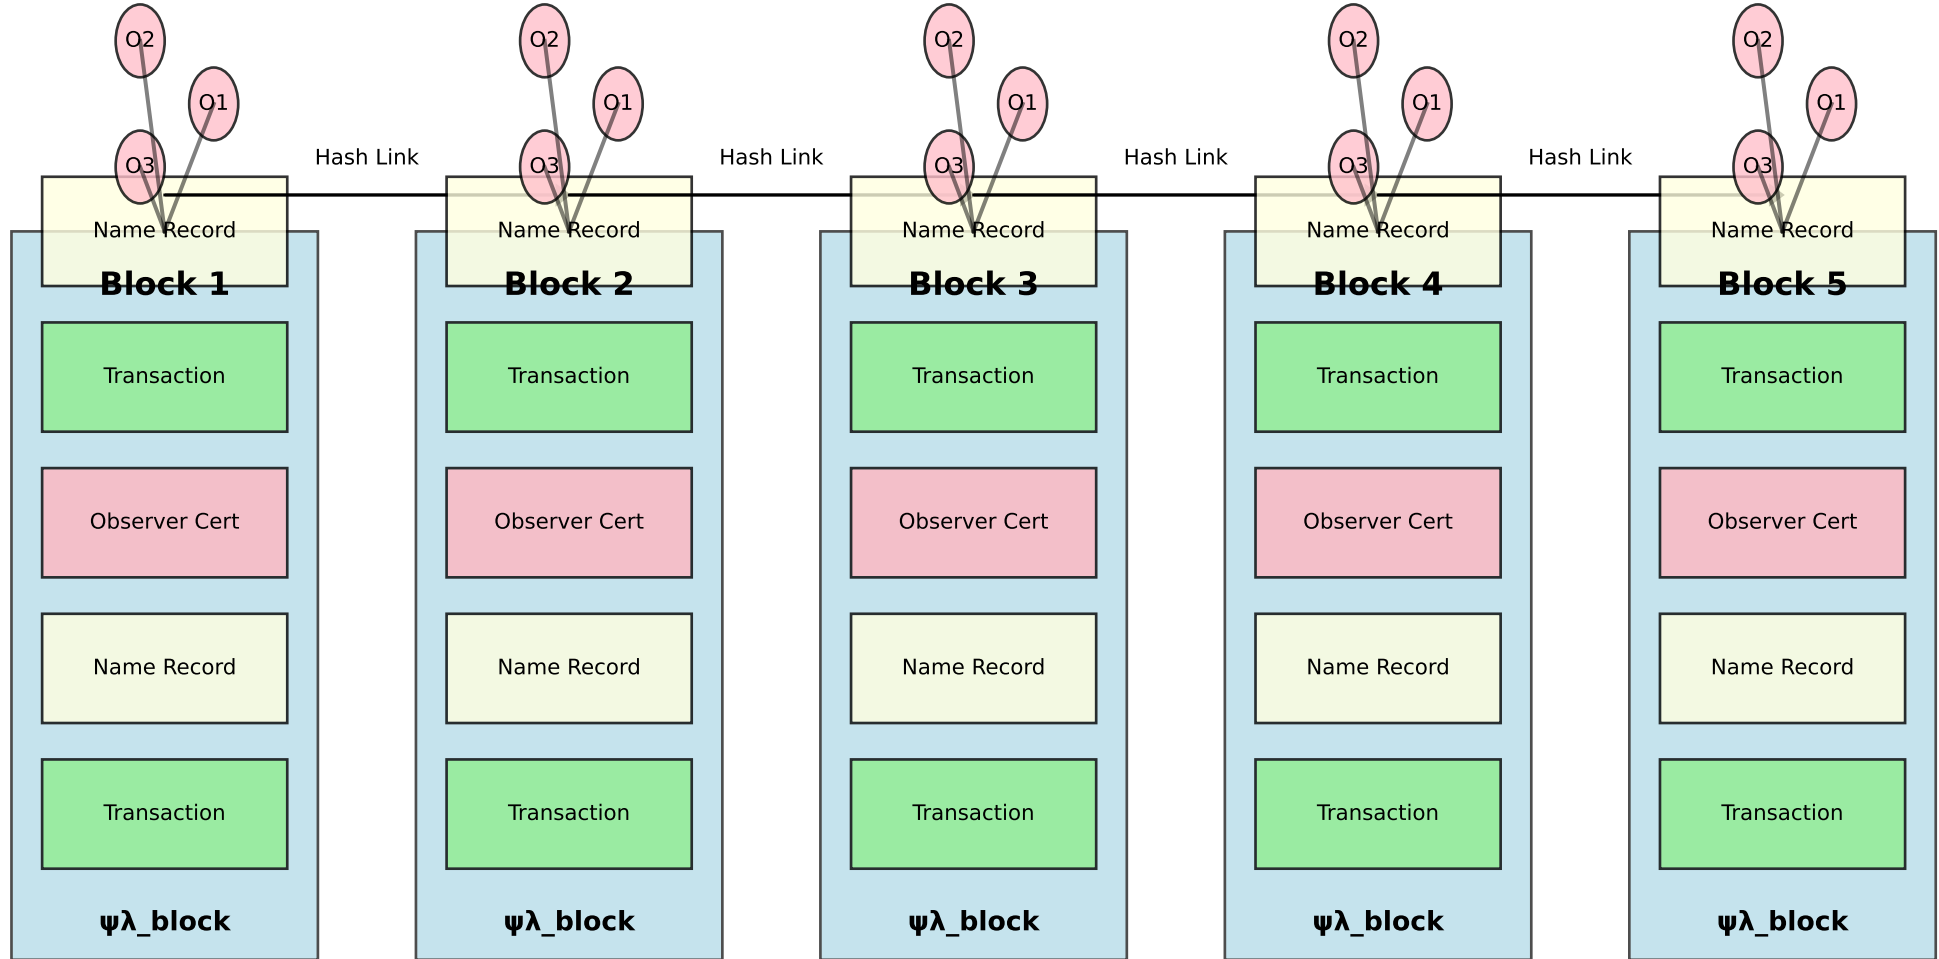 O2
O1
O3
Name Record
Block 1
Transaction
Observer Cert
Name Record
Transaction
ψλ_block
Hash Link
O2
O1
O3
Name Record
Block 2
Transaction
Observer Cert
Name Record
Transaction
ψλ_block
Hash Link
O2
O1
O3
Name Record
Block 3
Transaction
Observer Cert
Name Record
Transaction
ψλ_block
Hash Link
O2
O1
O3
Name Record
Block 4
Transaction
Observer Cert
Name Record
Transaction
ψλ_block
Hash Link
O2
O1
O3
Name Record
Block 5
Transaction
Observer Cert
Name Record
Transaction
ψλ_block